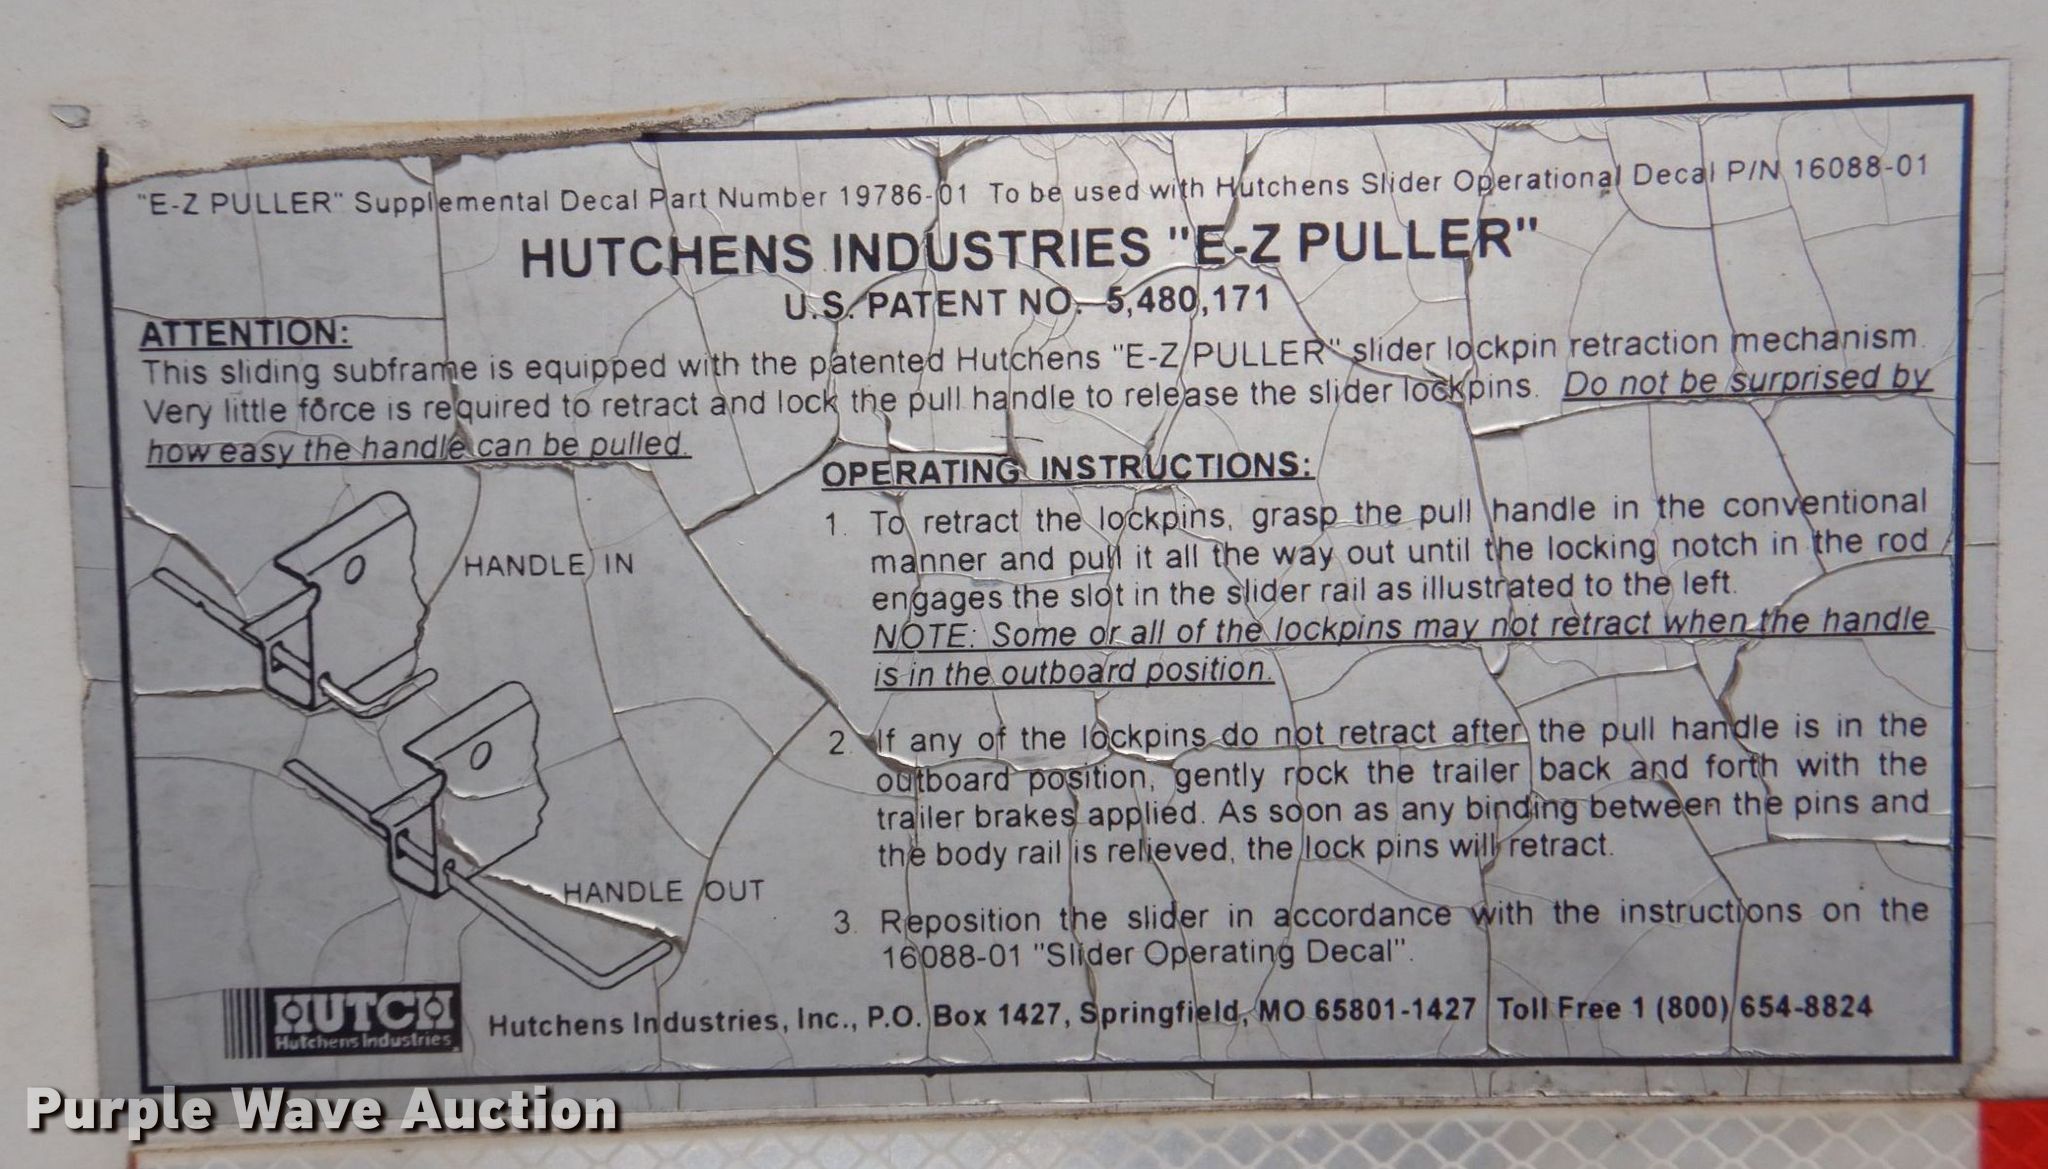 "E-Z PULLER" Supplemental Decal Part Number 19786-01 To be used with Hutchens Slider Operational Decal P/N 16088-01
HUTCHENS INDUSTRIES "E-Z PULLER"
U.S. PATENT NO. 5,480,171
ATTENTION:
This sliding subframe is equipped with the patented Hutchens "E-Z PULLER" slider lockpin retraction mechanism.
Very little force is required to retract and lock the pull handle to release the slider lockpins. Do not be surprised by
how easy the handle can be pulled.
HANDLE IN
HANDLE OUT
OPERATING INSTRUCTIONS:
1. To retract the lockpins, grasp the pull handle in the conventional
manner and pull it all the way out until the locking notch in the rod
engages the slot in the slider rail as illustrated to the left.
NOTE: Some or all of the lockpins may not retract when the handle
is in the outboard position.
2. If any of the lockpins do not retract after the pull handle is in the
outboard position, gently rock the trailer back and forth with the
trailer brakes applied. As soon as any binding between the pins and
the body rail is relieved, the lock pins will retract.
3. Reposition the slider in accordance with the instructions on the
16088-01 "Slider Operating Decal".
HUTCH
Hutchens Industries
Hutchens Industries, Inc., P.O. Box 1427, Springfield, MO 65801-1427 Toll Free 1 (800) 654-8824
Purple Wave Auction